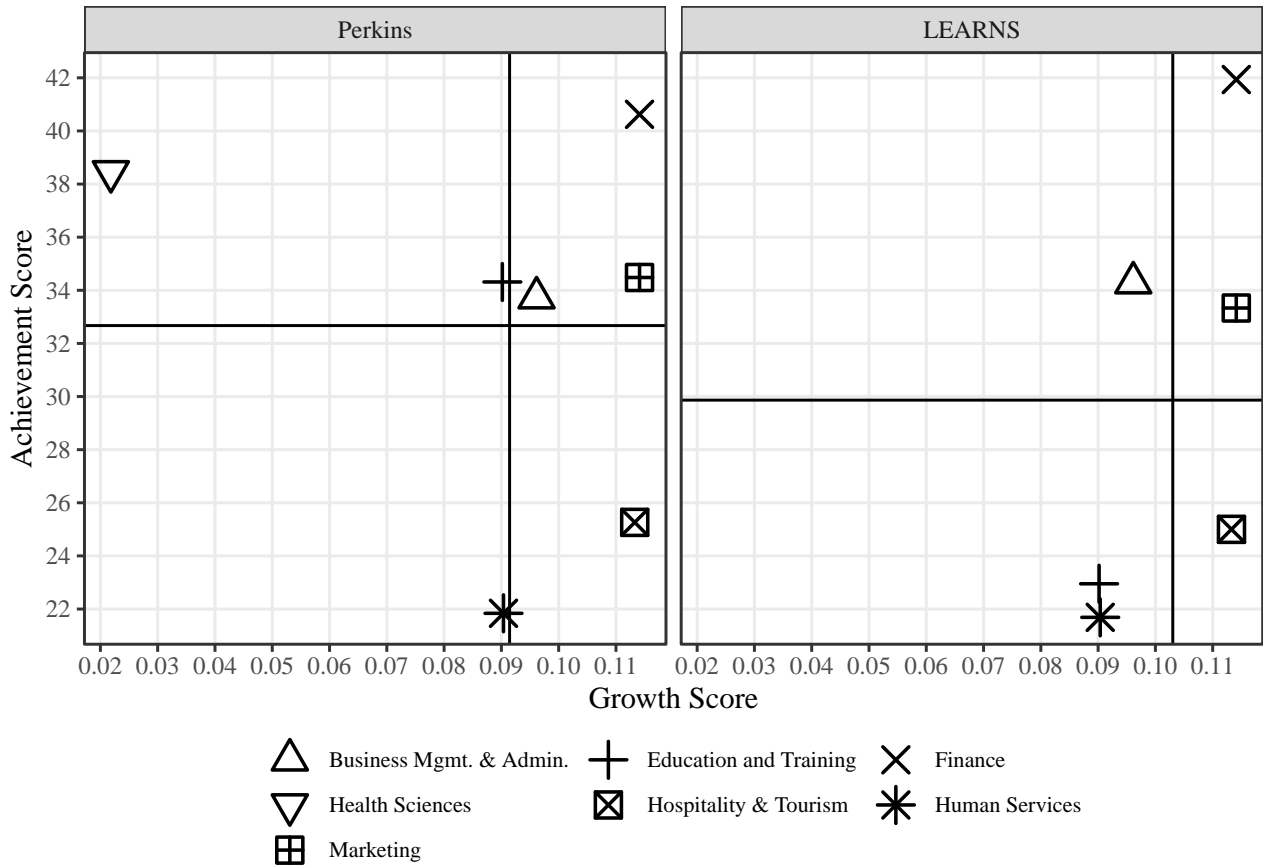 Perkins LEARNS
42
40
38
36
34
32
30
28
26
24
22
Achievement Score
0.02 0.03 0.04 0.05 0.06 0.07 0.08 0.09 0.10 0.11 0.02 0.03 0.04 0.05 0.06 0.07 0.08 0.09 0.10 0.11
Growth Score
Business Mgmt. & Admin. Education and Training Finance
Health Sciences Hospitality & Tourism Human Services
Marketing